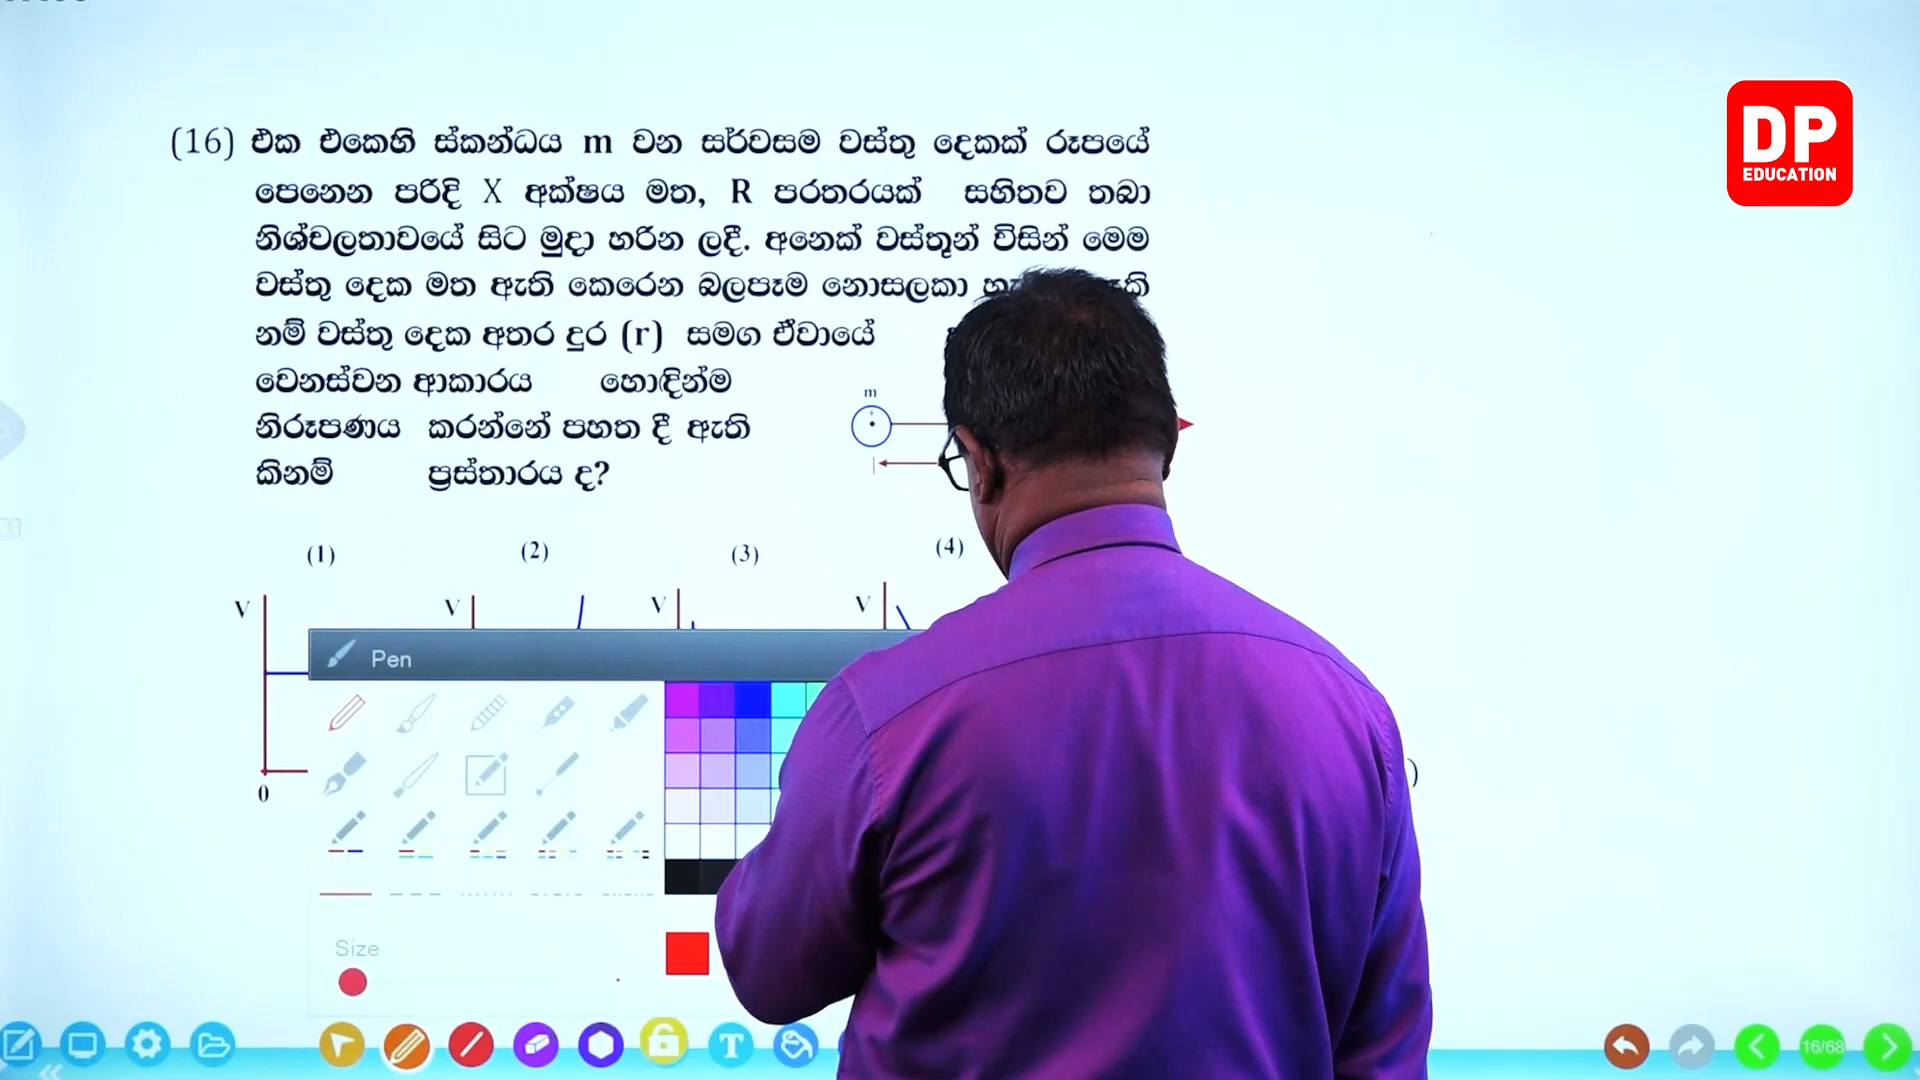 DP
EDUCATION
(16) එක එකෙහි ස්කන්ධය m වන සර්වසම වස්තු දෙකක් රූපයේ
පෙනෙන පරිදි X අක්ෂය මත, R පරතරයක් සහිතව තබා
නිශ්චලතාවයේ සිට මුදා හරින ලදී. අනෙක් වස්තූන් විසින් මෙම
වස්තු දෙක මත ඇති කෙරෙන බලපෑම නොසලකා
නම් වස්තු දෙක අතර දුර (r) සමග ඒවායේ
වෙනස්වන ආකාරය හොඳින්ම
නිරූපණය කරන්නේ පහත දී ඇති
කිනම් ප්‍රස්තාරය ද?
m
(1) (2) (3) (4)
V V V V
Pen
0
Size
T
16/68